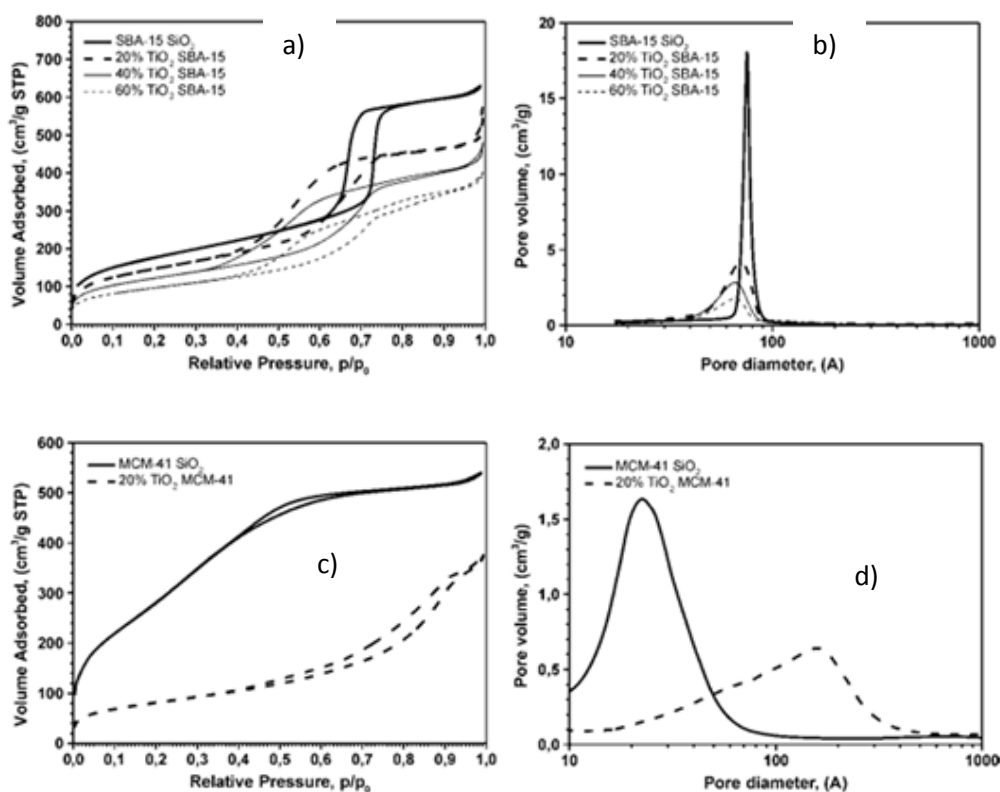 a)
800
700
600
500
400
300
200
100
0
Volume Adsorbed, (cm³/g STP)
SBA-15 SiO₂
20% TiO₂ SBA-15
40% TiO₂ SBA-15
60% TiO₂ SBA-15
0,0 0,1 0,2 0,3 0,4 0,5 0,6 0,7 0,8 0,9 1,0
Relative Pressure, p/p₀
b)
20
15
10
5
0
Pore volume, (cm³/g)
SBA-15 SiO₂
20% TiO₂ SBA-15
40% TiO₂ SBA-15
60% TiO₂ SBA-15
10 100 1000
Pore diameter, (A)
c)
600
500
400
300
200
100
0
Volume Adsorbed, (cm³/g STP)
MCM-41 SiO₂
20% TiO₂ MCM-41
0,0 0,1 0,2 0,3 0,4 0,5 0,6 0,7 0,8 0,9 1,0
Relative Pressure, p/p₀
d)
2,0
1,5
1,0
0,5
0,0
Pore volume, (cm³/g)
MCM-41 SiO₂
20% TiO₂ MCM-41
10 100 1000
Pore diameter, (A)